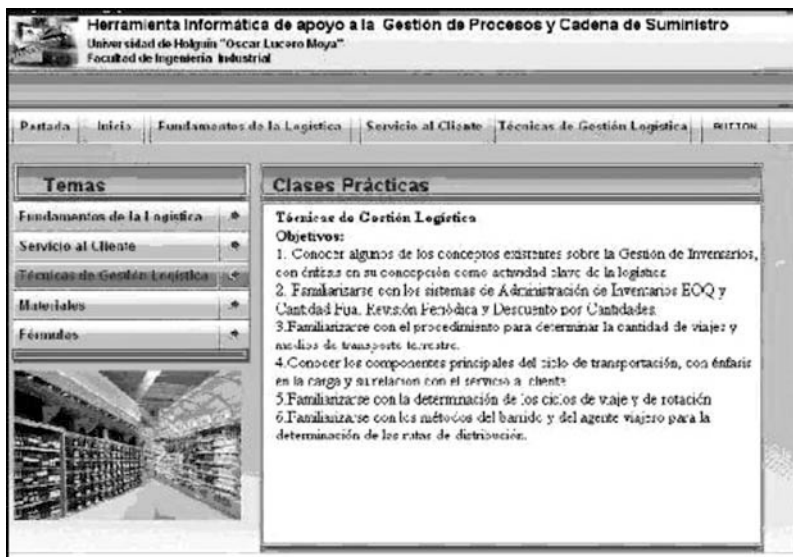 Herramienta Informática de apoyo a la Gestión de Procesos y Cadena de Suministro
Universidad de Holguín "Oscar Lucero Moya"
Facultad de Ingeniería Industrial
Portada Inicio Fundamentos de la Logística Servicio al Cliente Técnicas de Gestión Logística BUTTON
Temas
Fundamentos de la Logística
Servicio al Cliente
Técnicas de Gestión Logística
Materiales
Fórmulas
Clases Prácticas
Técnicas de Gestión Logística
Objetivos:
1. Conocer algunos de los conceptos existentes sobre la Gestión de Inventarios,
con énfasis en su concepción como actividad clave de la logística
2. Familiarizarse con los sistemas de Administración de Inventarios EOQ y
Cantidad Fija, Revisión Periódica y Descuento por Cantidades.
3.Familiarizarse con el procedimiento para determinar la cantidad de viajes y
medios de transporte terrestre.
4.Conocer los componentes principales del ciclo de transportación, con énfasis
en la carga y su relación con el servicio al cliente
5.Familiarizarse con la determinación de los ciclos de viaje y de rotación
6.Familiarizarse con los métodos del barrido y del agente viajero para la
determinación de las rutas de distribución.